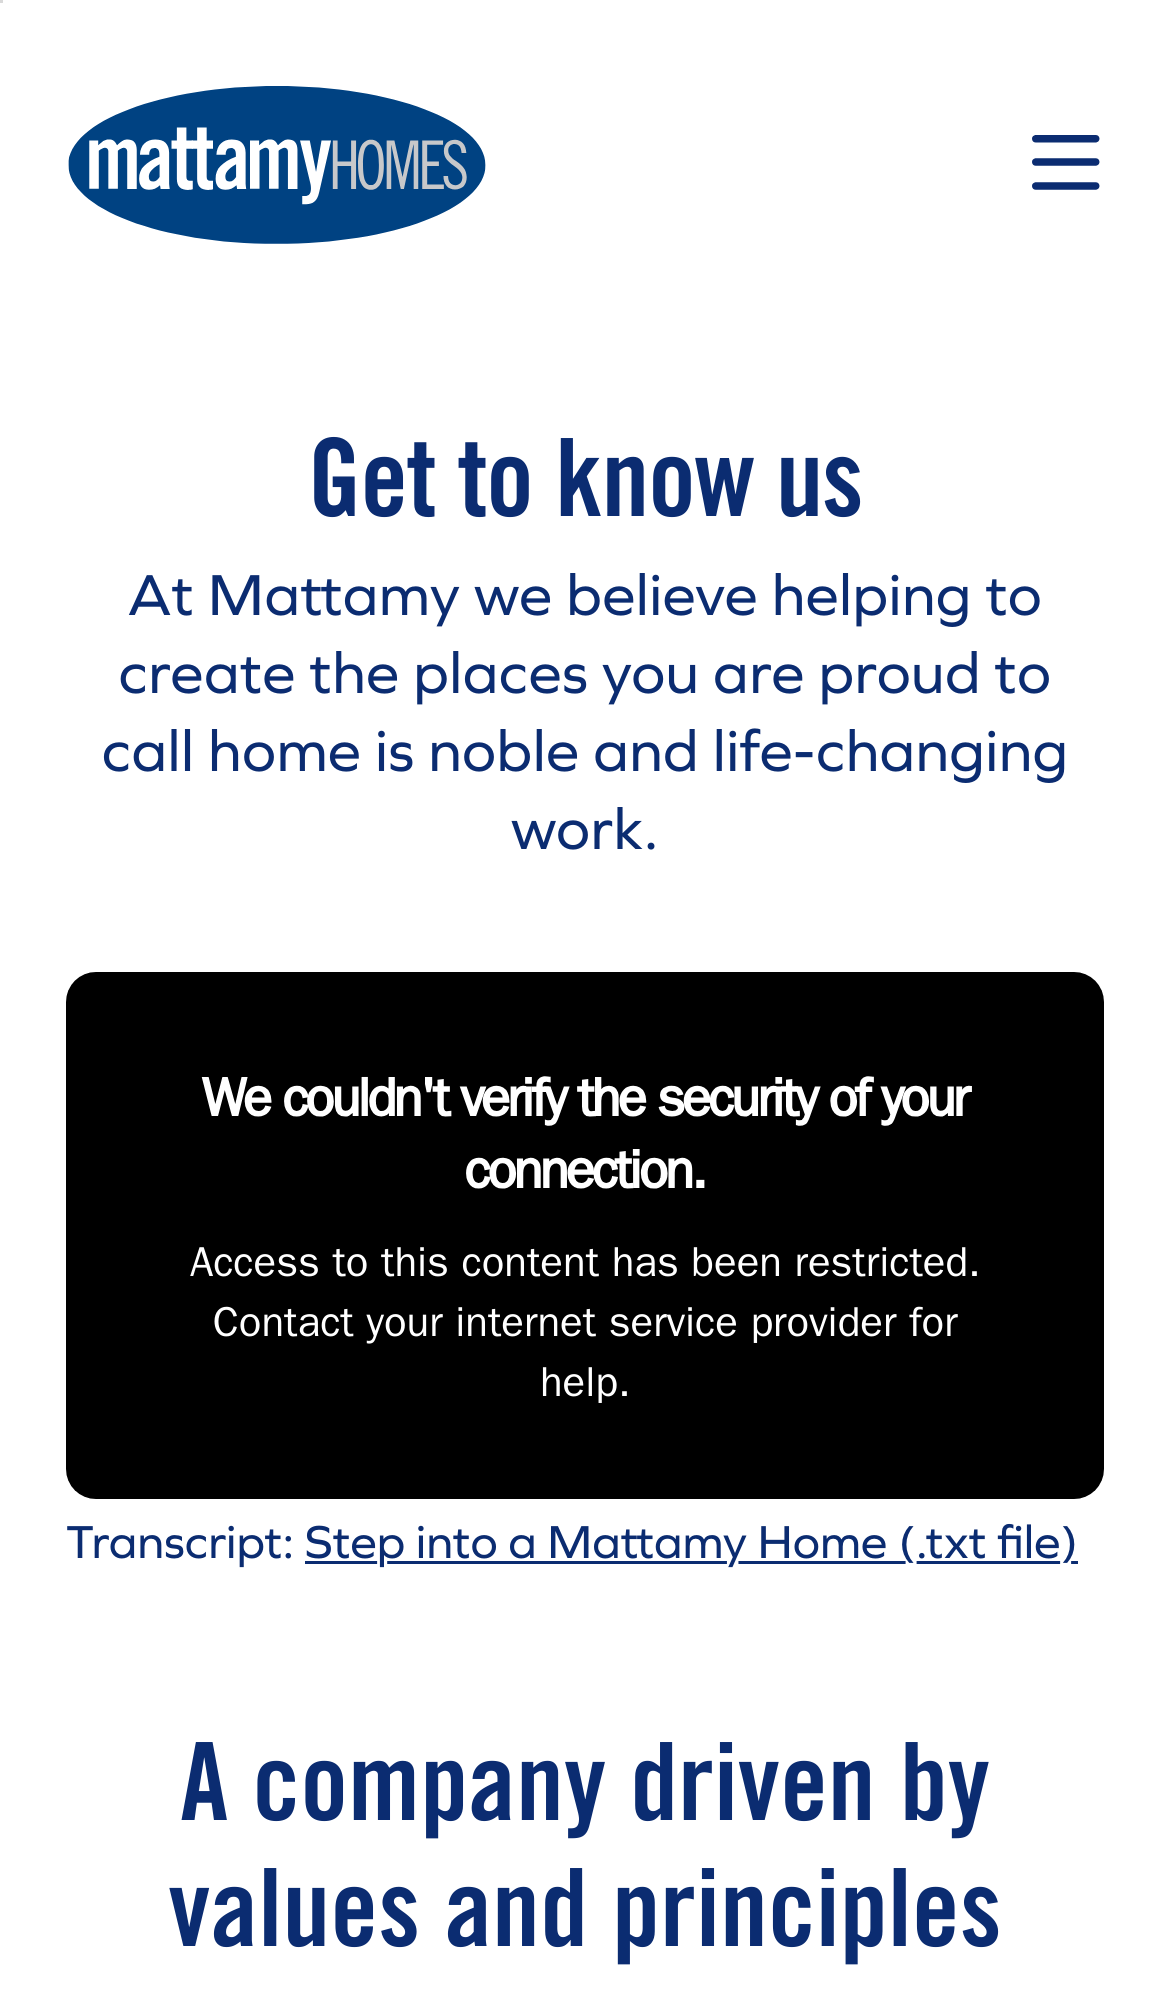 mattamyHOMES
Get to know us
At Mattamy we believe helping to
create the places you are proud to
call home is noble and life-changing
work.
We couldn't verify the security of your
connection.
Access to this content has been restricted.
Contact your internet service provider for
help.
Transcript: Step into a Mattamy Home (.txt file)
A company driven by
values and principles